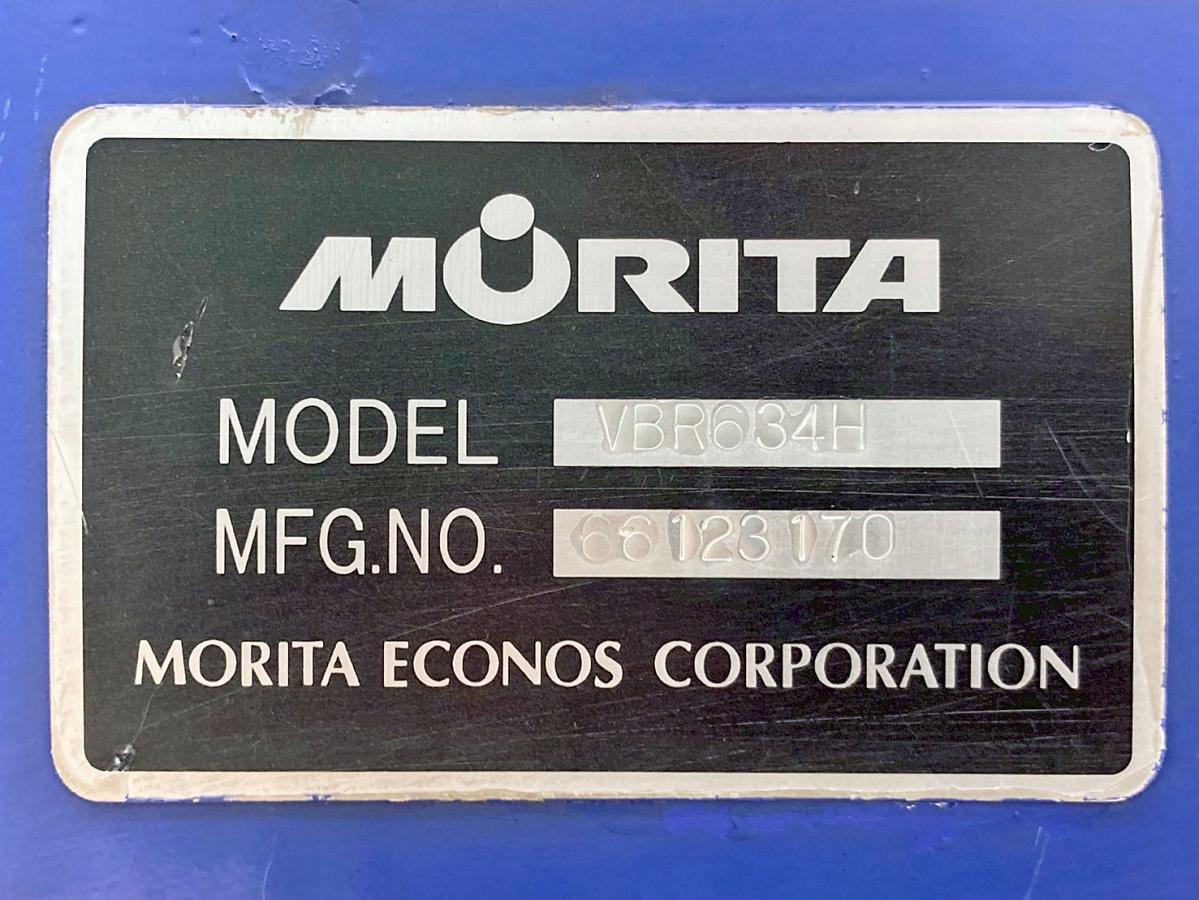 MORITA
MODEL VBR634H
MFG.NO. 66123170
MORITA ECONOS CORPORATION